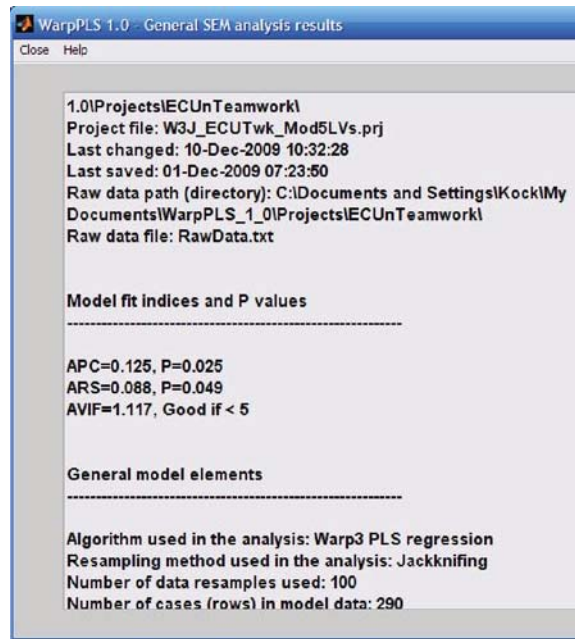 WarpPLS 1.0 - General SEM analysis results
Close Help
1.0\Projects\ECUnTeamwork\
Project file: W3J_ECUTwk_Mod5LVs.prj
Last changed: 10-Dec-2009 10:32:28
Last saved: 01-Dec-2009 07:23:50
Raw data path (directory): C:\Documents and Settings\Kock\My
Documents\WarpPLS_1_0\Projects\ECUnTeamwork\
Raw data file: RawData.txt
Model fit indices and P values
------------------------------------------------------------
APC=0.125, P=0.025
ARS=0.088, P=0.049
AVIF=1.117, Good if < 5
General model elements
------------------------------------------------------------
Algorithm used in the analysis: Warp3 PLS regression
Resampling method used in the analysis: Jackknifing
Number of data resamples used: 100
Number of cases (rows) in model data: 290